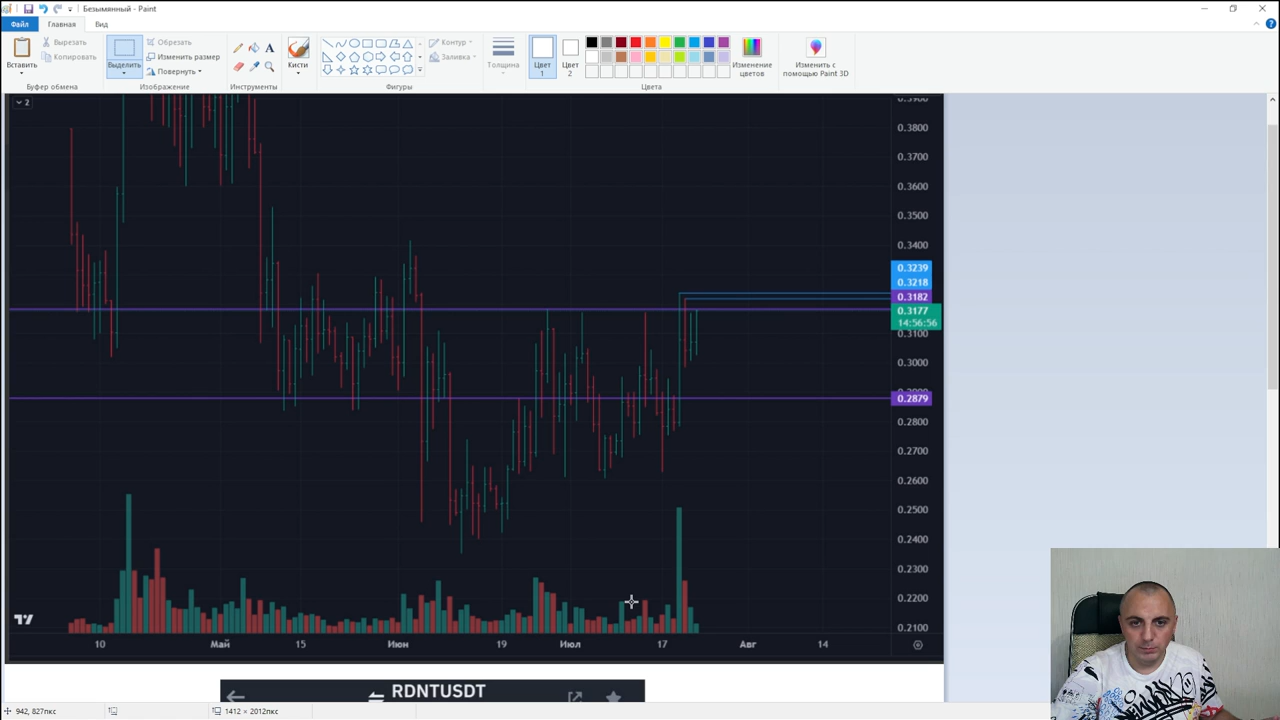 Безымянный - Paint
Файл Главная Вид
Вставить
Вырезать
Копировать
Буфер обмена
Выделить
Обрезать
Изменить размер
Повернуть
Изображение
A
Инструменты
Кисти
Контур
Заливка
Фигуры
Толщина
Цвет 1
Цвет 2
Изменение цветов
Изменить с помощью Paint 3D
Цвета
2
0.3900
0.3800
0.3700
0.3600
0.3500
0.3400
0.3239
0.3218
0.3182
0.3177
14:56:56
0.3100
0.3000
0.2879
0.2800
0.2700
0.2600
0.2500
0.2400
0.2300
0.2200
0.2100
10 Май 15 Июн 19 Июл 17 Авг 14
RDNTUSDT
942, 827пкс 1412 × 2012пкс